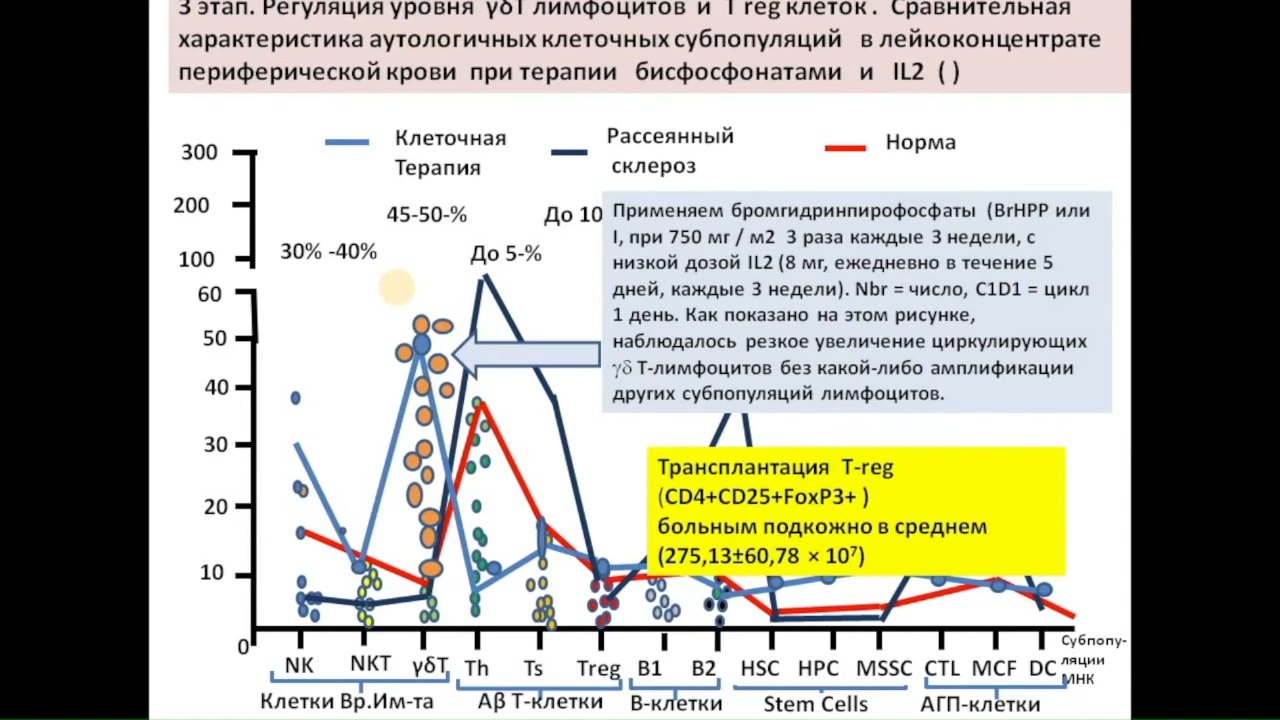 3 этап. Регуляция уровня γδТ лимфоцитов и T reg клеток . Сравнительная
характеристика аутологичных клеточных субпопуляций в лейкоконцентрате
периферической крови при терапии бисфосфонатами и IL2 ( )
Клеточная
Терапия
Рассеянный
склероз
Норма
300
200
100
60
50
40
30
20
10
0
45-50-%
До 10
30% -40%
До 5-%
Применяем бромгидринпирофосфаты (BrHPP или
I, при 750 мг / м2 3 раза каждые 3 недели, с
низкой дозой IL2 (8 мг, ежедневно в течение 5
дней, каждые 3 недели). Nbr = число, C1D1 = цикл
1 день. Как показано на этом рисунке,
наблюдалось резкое увеличение циркулирующих
γδ Т-лимфоцитов без какой-либо амплификации
других субпопуляций лимфоцитов.
Трансплантация T-reg
(CD4+CD25+FoxP3+ )
больным подкожно в среднем
(275,13±60,78 × 10⁷)
NK NKT γδT Th Ts Treg B1 B2 HSC HPC MSSC CTL MCF DC
Субпопу-
ляции
МНК
Клетки Вр.Им-та
Аβ Т-клетки
В-клетки
Stem Cells
АГП-клетки